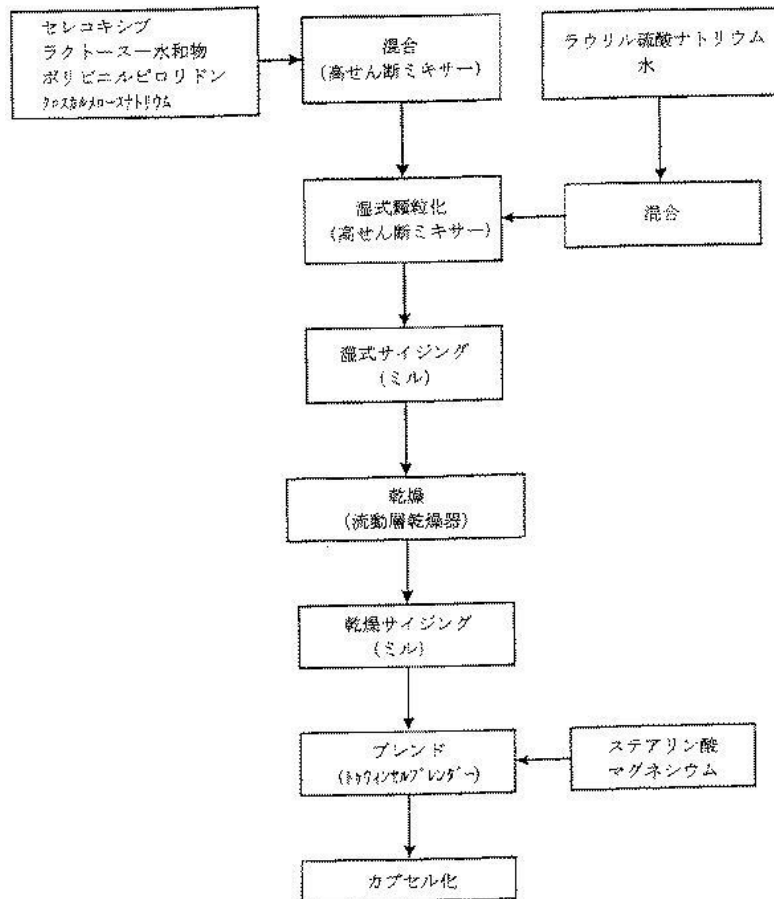 セレコキシブ
ラクトース一水和物
ポリビニルピロリドン
クロスカルメロースナトリウム
混合
(高せん断ミキサー)
ラウリル硫酸ナトリウム
水
湿式顆粒化
(高せん断ミキサー)
混合
湿式サイジング
(ミル)
乾燥
(流動層乾燥器)
乾燥サイジング
(ミル)
ブレンド
(トゥウィンセルブレンダー)
ステアリン酸
マグネシウム
カプセル化